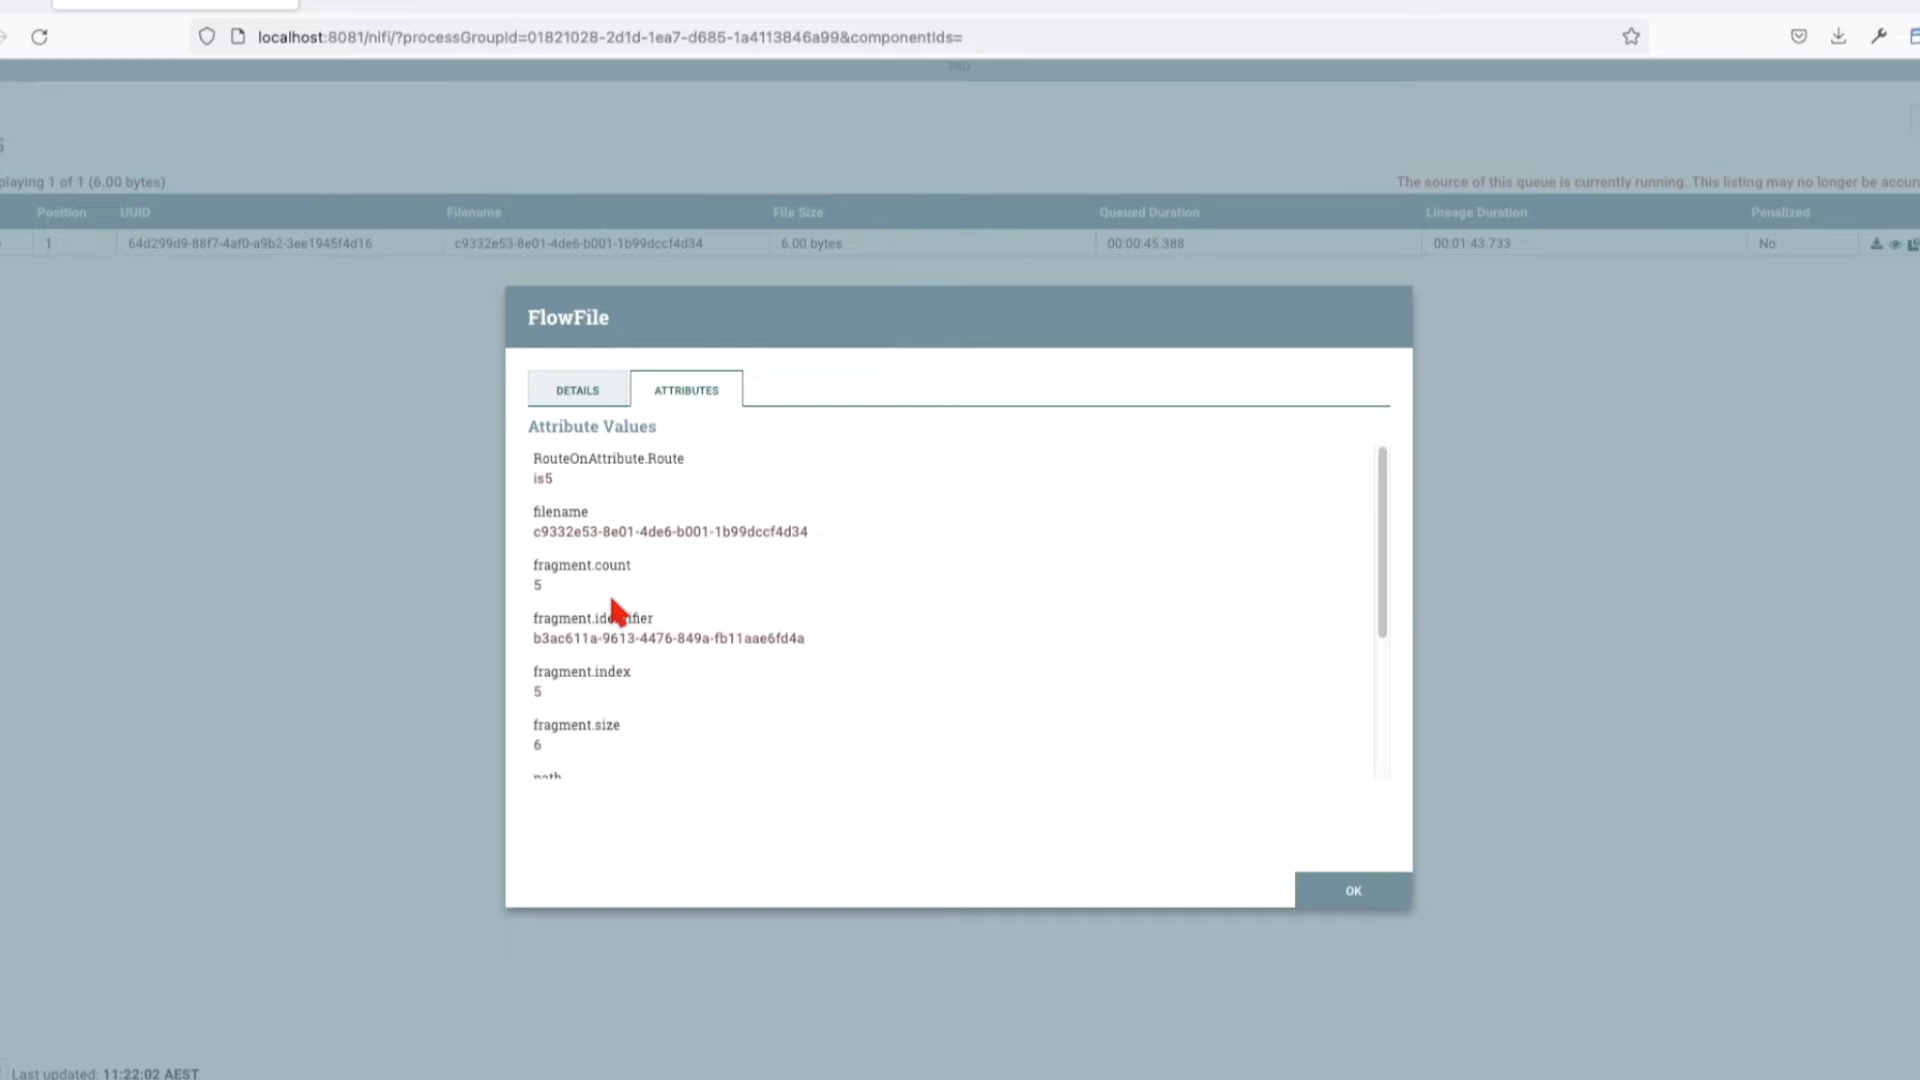 localhost:8081/nifi/?processGroupId=01821028-2d1d-1ea7-d685-1a4113846a99&componentIds=
5
playing 1 of 1 (6.00 bytes)
The source of this queue is currently running. This listing may no longer be accur
Position UUID Filename File Size Queued Duration Lineage Duration Penalized
1 64d299d9-88f7-4af0-a9b2-3ee1945f4d16 c9332e53-8e01-4de6-b001-1b99dccf4d34 6.00 bytes 00:00:45.388 00:01:43.733 No
FlowFile
DETAILS ATTRIBUTES
Attribute Values
RouteOnAttribute.Route
is5
filename
c9332e53-8e01-4de6-b001-1b99dccf4d34
fragment.count
5
fragment.identifier
b3ac611a-9613-4476-849a-fb11aae6fd4a
fragment.index
5
fragment.size
6
path
OK
Last updated: 11:22:02 AEST